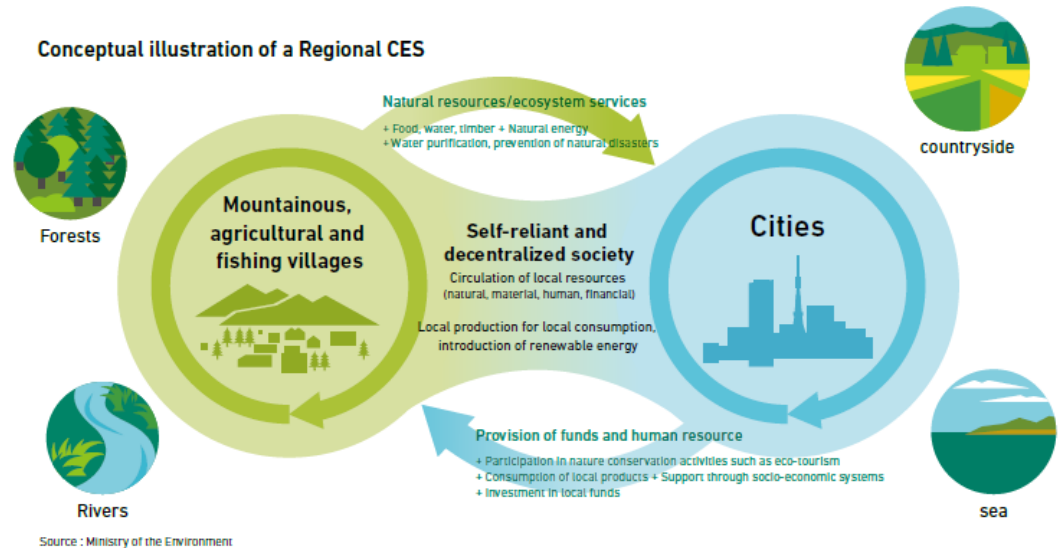 Conceptual illustration of a Regional CES
Natural resources/ecosystem services
+ Food, water, timber + Natural energy
+ Water purification, prevention of natural disasters
countryside
Forests
Mountainous,
agricultural and
fishing villages
Self-reliant and
decentralized society
Circulation of local resources
(natural, material, human, financial)
Local production for local consumption,
introduction of renewable energy
Cities
Provision of funds and human resource
+ Participation in nature conservation activities such as eco-tourism
+ Consumption of local products + Support through socio-economic systems
+ Investment in local funds
Rivers
sea
Source : Ministry of the Environment